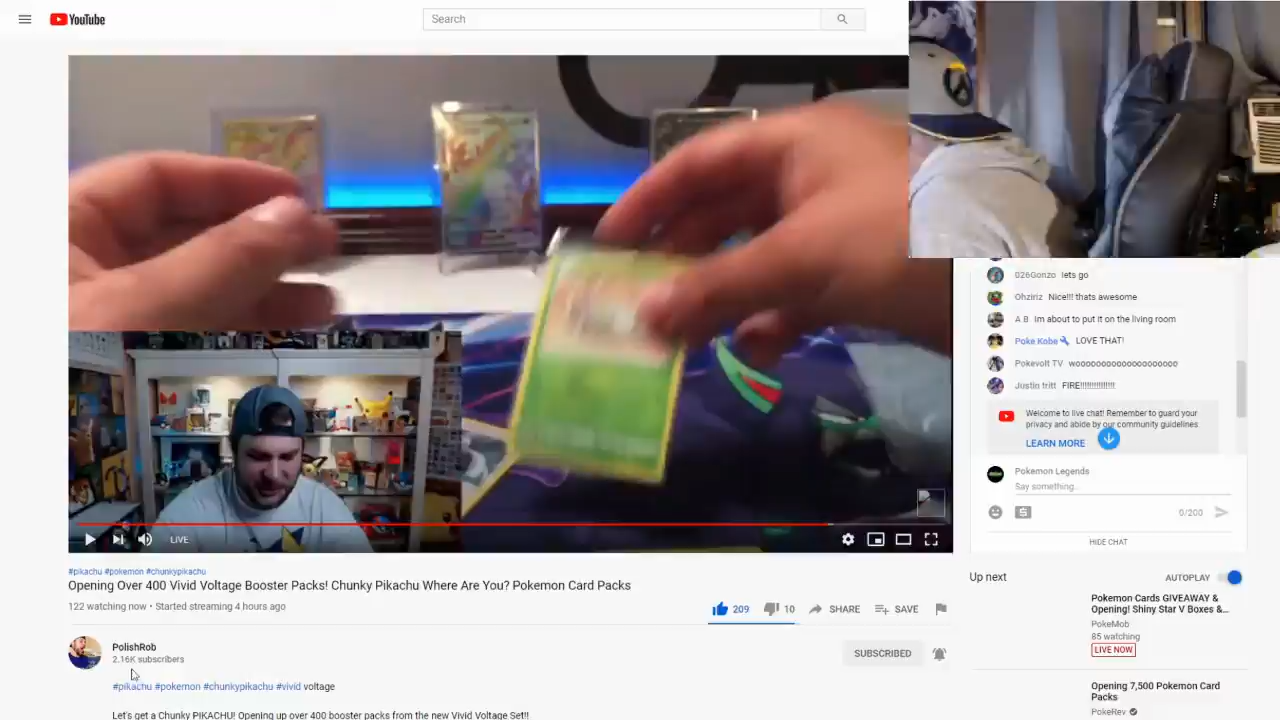 YouTube
Search
026Gonzo lets go
Ohziriz Nice!!! thats awesome
A.B Im about to put it on the living room
Poke Kobe LOVE THAT!
Pokevolt TV wooooooooooooooooooo
Justin tritt FIRE!!!!!!!!!!!!!!!
Welcome to live chat! Remember to guard your
privacy and abide by our community guidelines.
LEARN MORE
Pokemon Legends
Say something...
0/200
HIDE CHAT
LIVE
#pikachu #pokemon #chunkypikachu
Opening Over 400 Vivid Voltage Booster Packs! Chunky Pikachu Where Are You? Pokemon Card Packs
122 watching now • Started streaming 4 hours ago
209 10 SHARE SAVE
PolishRob
2.16K subscribers
SUBSCRIBED
#pikachu #pokemon #chunkypikachu #vivid voltage
Let's get a Chunky PIKACHU! Opening up over 400 booster packs from the new Vivid Voltage Set!!
Up next
AUTOPLAY
Pokemon Cards GIVEAWAY &
Opening! Shiny Star V Boxes &...
PokeMob
85 watching
LIVE NOW
Opening 7,500 Pokemon Card
Packs
PokeRev